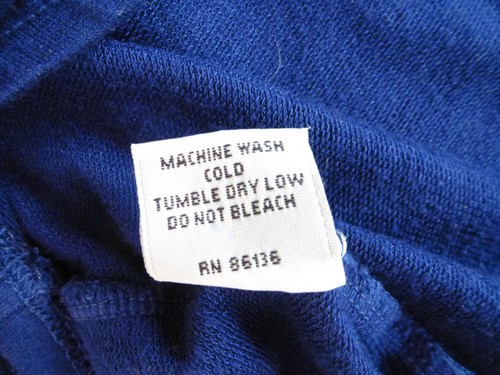 MACHINE WASH
COLD
TUMBLE DRY LOW
DO NOT BLEACH
RN 86136